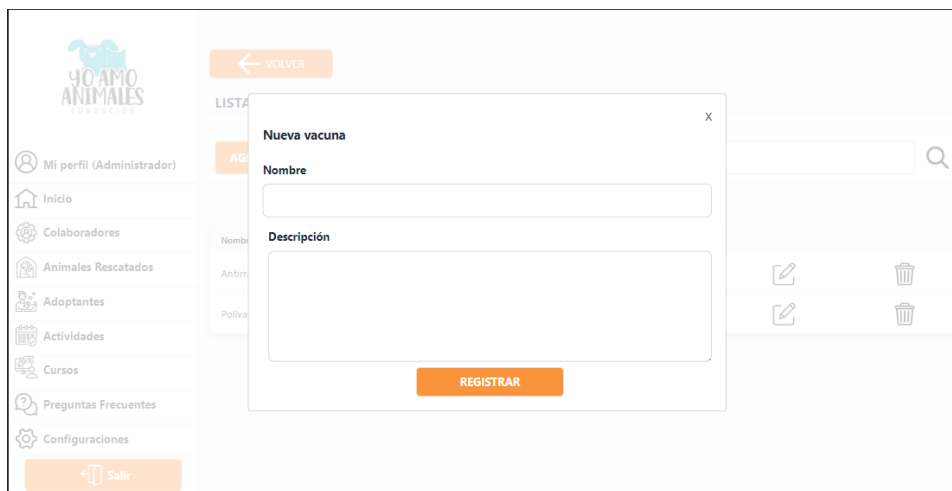 YO AMO
ANIMALES
FUNDACIÓN
Mi perfil (Administrador)
Inicio
Colaboradores
Animales Rescatados
Adoptantes
Actividades
Cursos
Preguntas Frecuentes
Configuraciones
Salir
VOLVER
X
Nueva vacuna
Nombre
Descripción
REGISTRAR